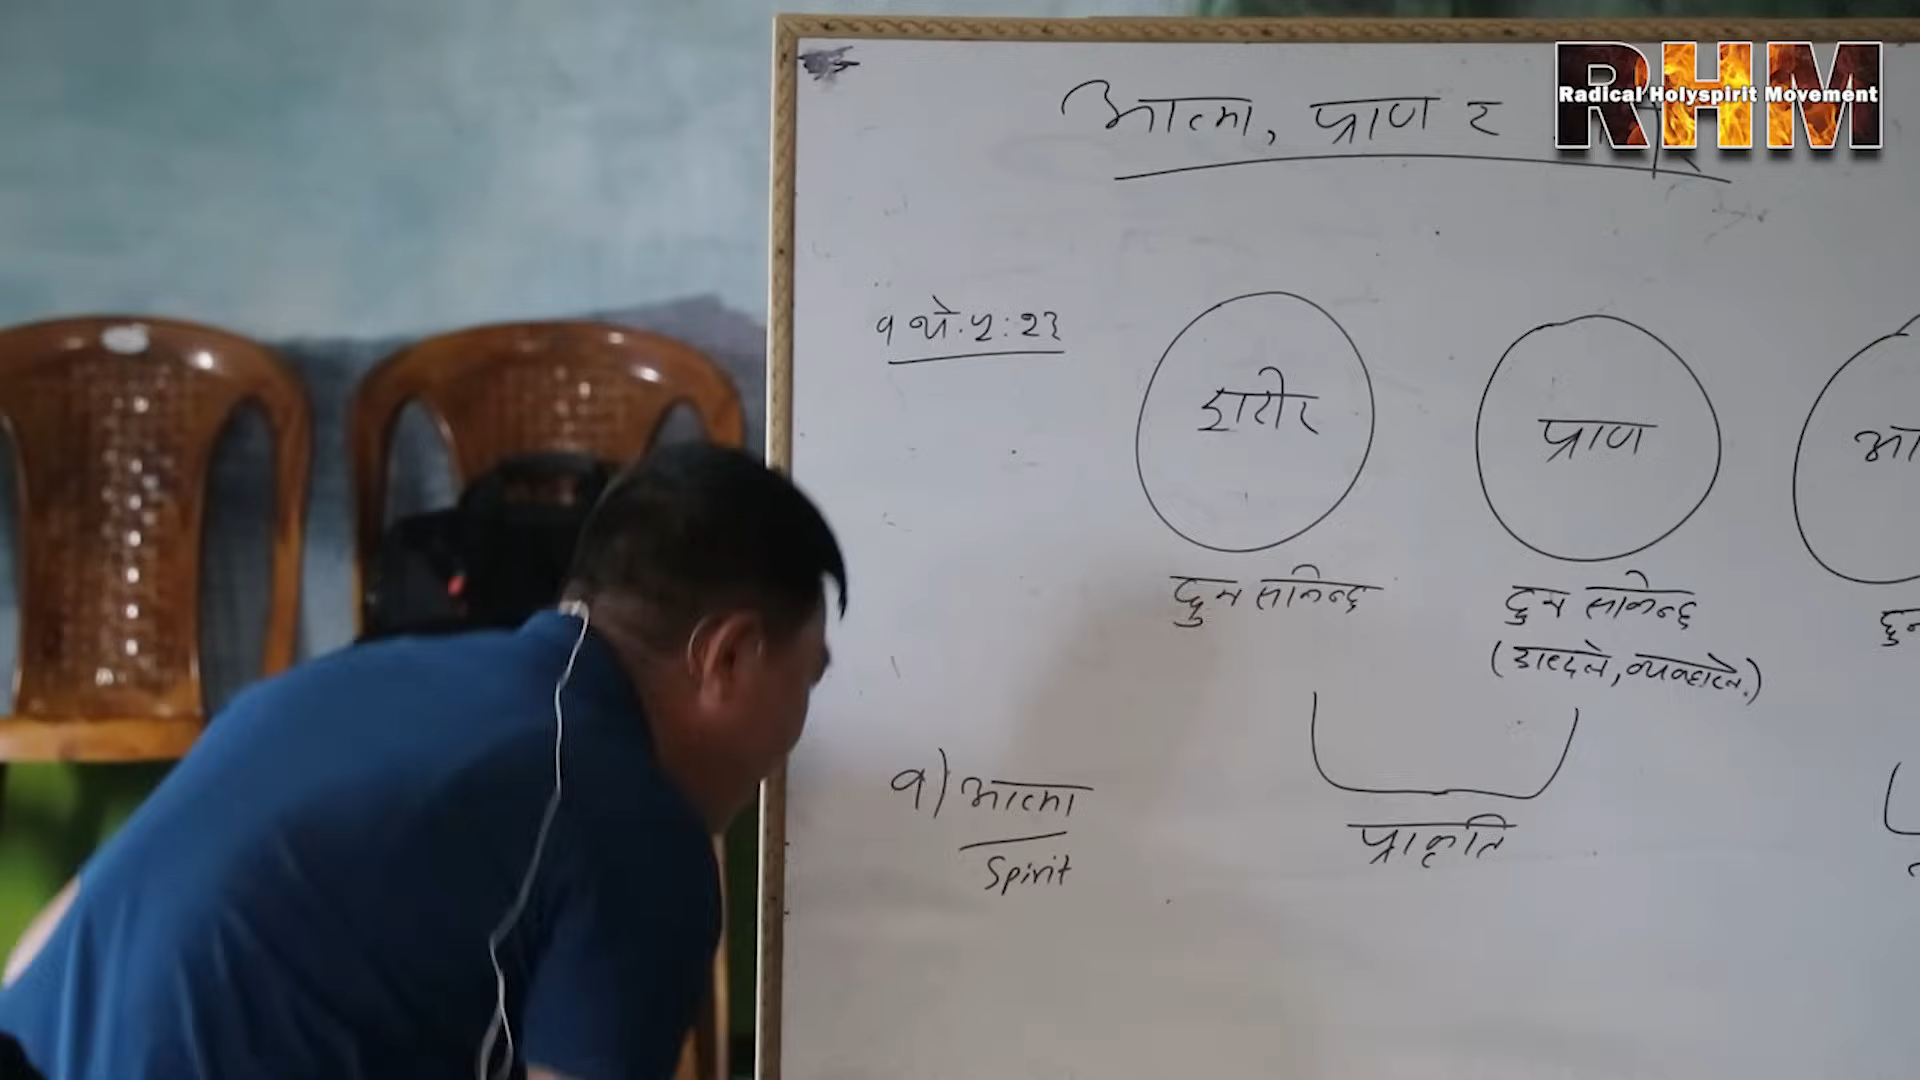 आत्मा, प्राण र
RHM
Radical Holyspirit Movement
१ थे. ५ : २३
शरीर
प्राण
आ
छुन सकिन्छ
छुन सकिन्छ
छुन
(शब्दले, व्यवहारले.)
१) आत्मा
Spirit
प्राकृति